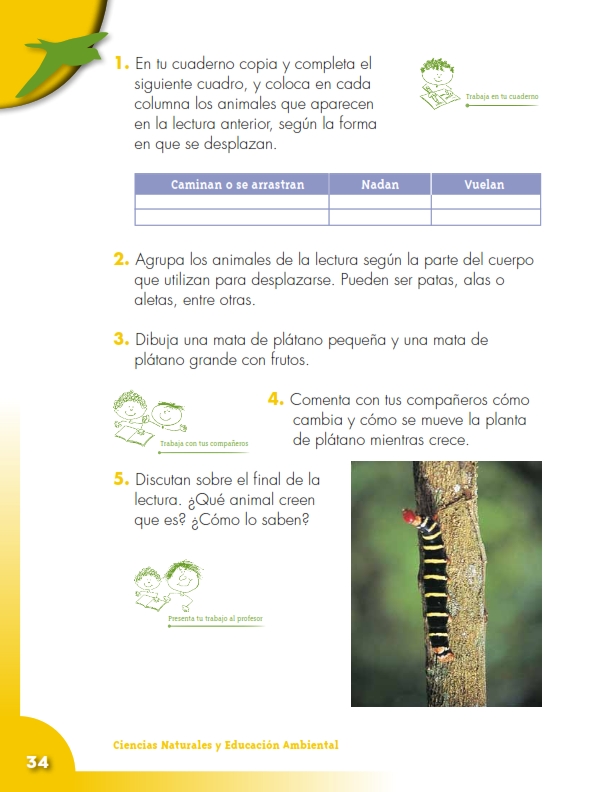 1. En tu cuaderno copia y completa el
siguiente cuadro, y coloca en cada
columna los animales que aparecen
en la lectura anterior, según la forma
en que se desplazan.
Trabaja en tu cuaderno
Caminan o se arrastran Nadan Vuelan
2. Agrupa los animales de la lectura según la parte del cuerpo
que utilizan para desplazarse. Pueden ser patas, alas o
aletas, entre otras.
3. Dibuja una mata de plátano pequeña y una mata de
plátano grande con frutos.
Trabaja con tus compañeros
4. Comenta con tus compañeros cómo
cambia y cómo se mueve la planta
de plátano mientras crece.
5. Discutan sobre el final de la
lectura. ¿Qué animal creen
que es? ¿Cómo lo saben?
Presenta tu trabajo al profesor
Ciencias Naturales y Educación Ambiental
34